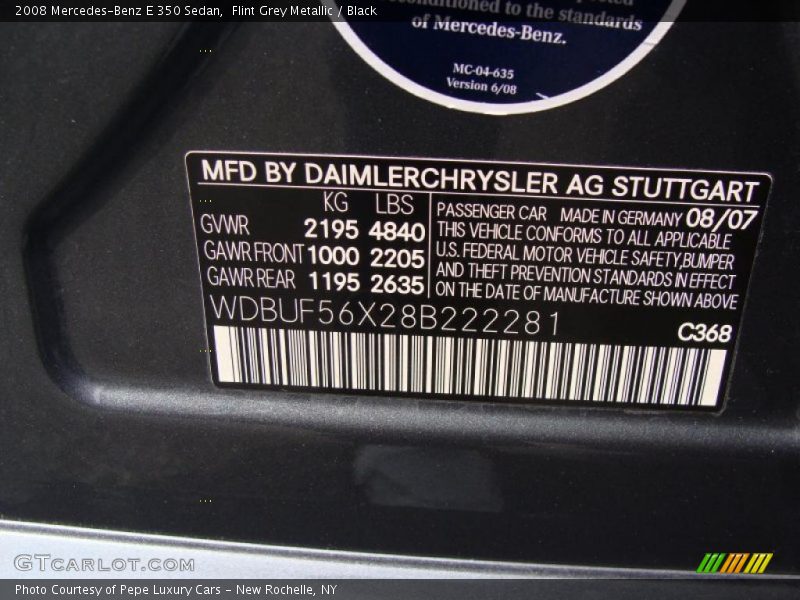 2008 Mercedes-Benz E 350 Sedan, Flint Grey Metallic / Black
conditioned to the standards
of Mercedes-Benz.
MC-04-635
Version 6/08
MFD BY DAIMLERCHRYSLER AG STUTTGART
KG LBS
GVWR 2195 4840
GAWR FRONT 1000 2205
GAWR REAR 1195 2635
PASSENGER CAR MADE IN GERMANY 08/07
THIS VEHICLE CONFORMS TO ALL APPLICABLE
U.S. FEDERAL MOTOR VEHICLE SAFETY,BUMPER
AND THEFT PREVENTION STANDARDS IN EFFECT
ON THE DATE OF MANUFACTURE SHOWN ABOVE
WDBUF56X28B222281
C368
GTCARLOT.COM
Photo Courtesy of Pepe Luxury Cars - New Rochelle, NY